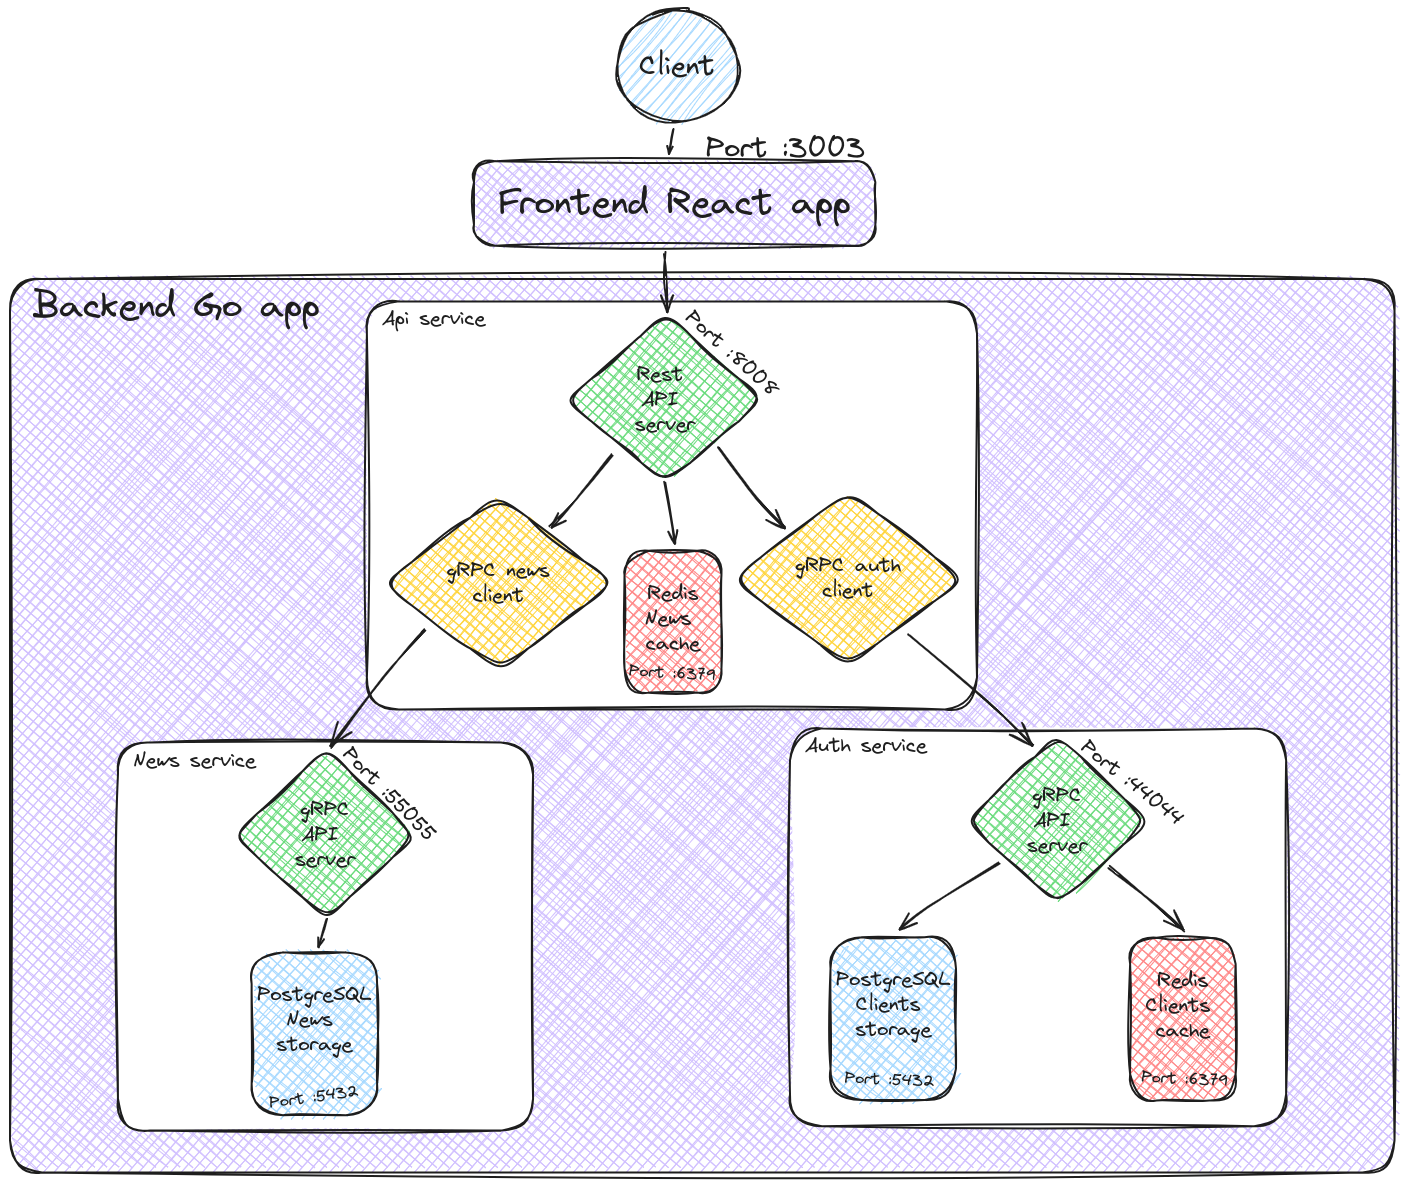 Client
Port :3003
Frontend React app
Backend Go app
Api service
Port :8008
Rest
API
server
gRPC news
client
Redis
News
cache
Port :6379
gRPC auth
client
News service
Port :55055
gRPC
API
server
PostgreSQL
News
storage
Port :5432
Auth service
Port :44044
gRPC
API
server
PostgreSQL
Clients
storage
Port :5432
Redis
Clients
cache
Port :6379